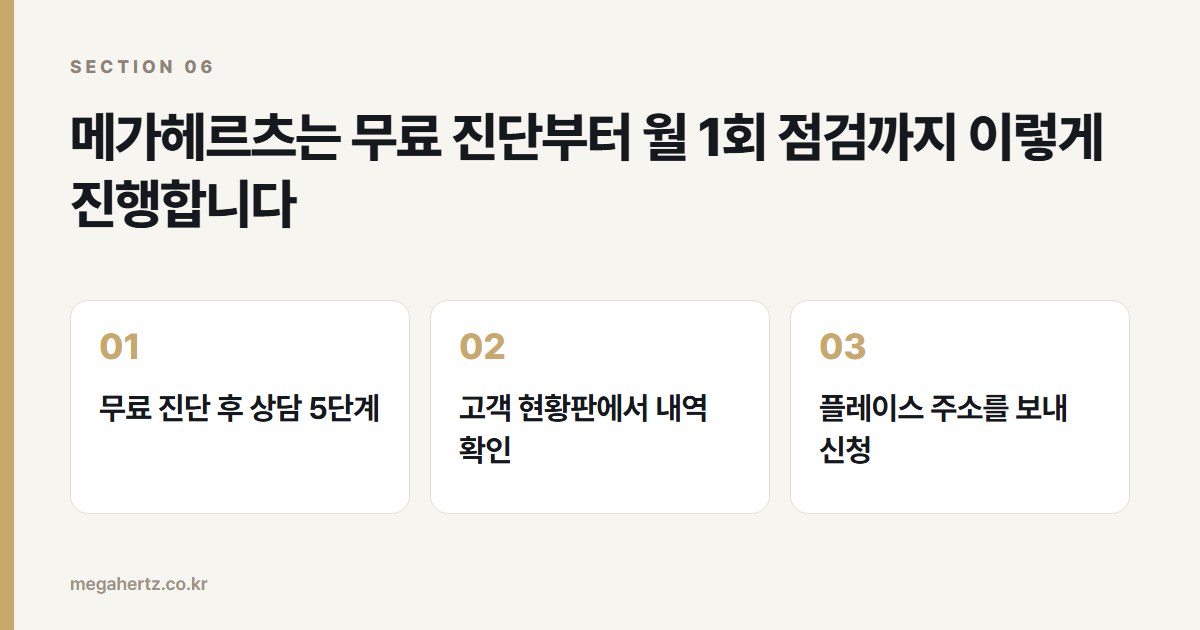 SECTION 06
메가헤르츠는 무료 진단부터 월 1회 점검까지 이렇게
진행합니다
01
무료 진단 후 상담 5단계
02
고객 현황판에서 내역
확인
03
플레이스 주소를 보내
신청
megahertz.co.kr